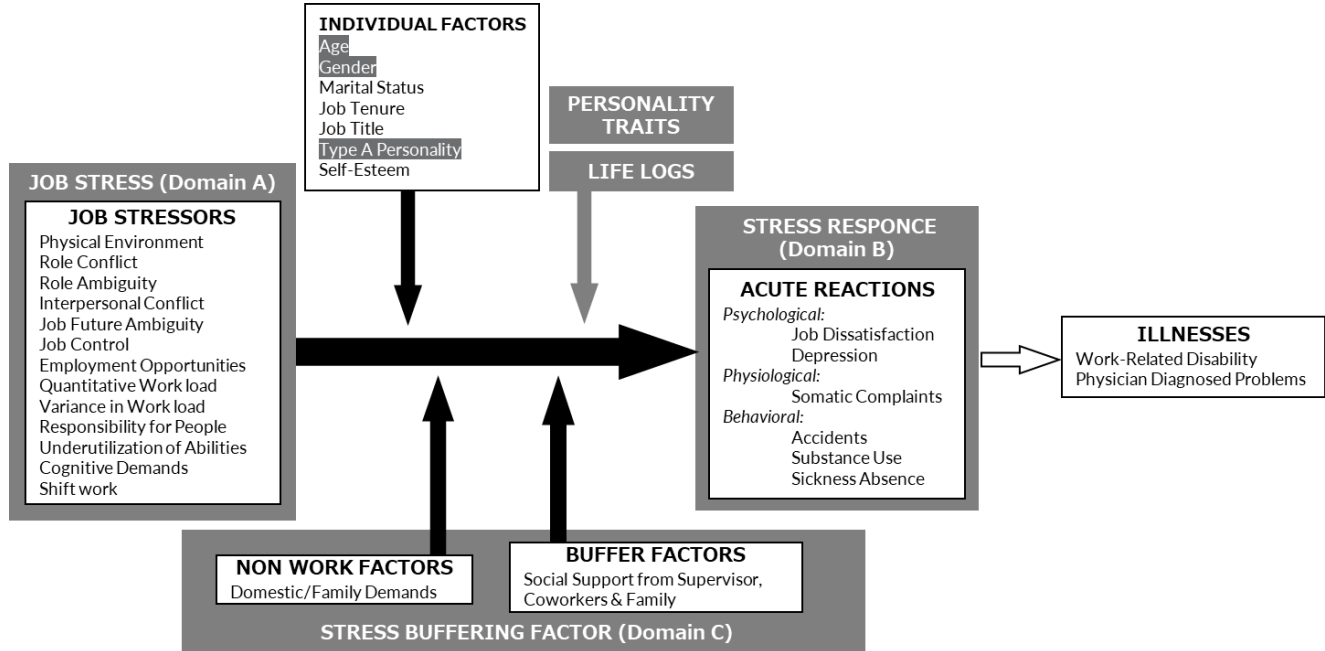 INDIVIDUAL FACTORS
Age
Gender
Marital Status
Job Tenure
Job Title
Type A Personality
Self-Esteem
PERSONALITY
TRAITS
LIFE LOGS
JOB STRESS (Domain A)
JOB STRESSORS
Physical Environment
Role Conflict
Role Ambiguity
Interpersonal Conflict
Job Future Ambiguity
Job Control
Employment Opportunities
Quantitative Work load
Variance in Work load
Responsibility for People
Underutilization of Abilities
Cognitive Demands
Shift work
STRESS RESPONCE
(Domain B)
ACUTE REACTIONS
Psychological:
Job Dissatisfaction
Depression
Physiological:
Somatic Complaints
Behavioral:
Accidents
Substance Use
Sickness Absence
ILLNESSES
Work-Related Disability
Physician Diagnosed Problems
NON WORK FACTORS
Domestic/Family Demands
BUFFER FACTORS
Social Support from Supervisor,
Coworkers & Family
STRESS BUFFERING FACTOR (Domain C)